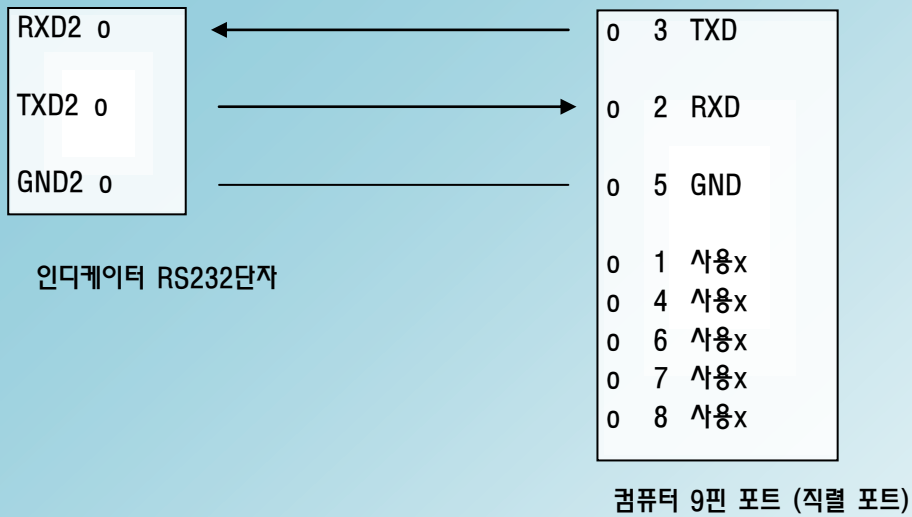 RXD2 o
TXD2 o
GND2 o
인디케이터 RS232단자
o 3 TXD
o 2 RXD
o 5 GND
o 1 사용x
o 4 사용x
o 6 사용x
o 7 사용x
o 8 사용x
컴퓨터 9핀 포트 (직렬 포트)